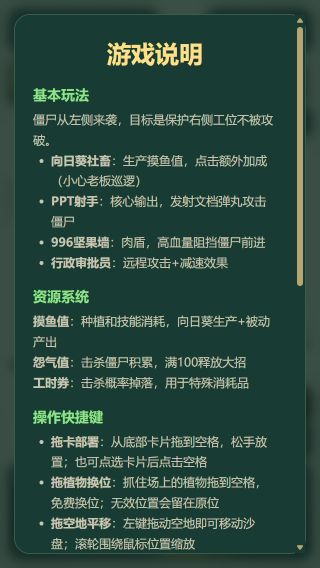 游戏说明
基本玩法
僵尸从左侧来袭，目标是保护右侧工位不被攻
破。
• 向日葵社畜：生产摸鱼值，点击额外加成
（小心老板巡逻）
• PPT射手：核心输出，发射文档弹丸攻击
僵尸
• 996坚果墙：肉盾，高血量阻挡僵尸前进
• 行政审批员：远程攻击+减速效果
资源系统
摸鱼值：种植和技能消耗，向日葵生产+被动
产出
怨气值：击杀僵尸积累，满100释放大招
工时券：击杀概率掉落，用于特殊消耗品
操作快捷键
• 拖卡部署：从底部卡片拖到空格，松手放
置；也可点选卡片后点击空格
• 拖植物换位：抓住场上的植物拖到空格，
免费换位；无效位置会留在原位
• 拖空地平移：左键拖动空地即可移动沙
盘；滚轮围绕鼠标位置缩放